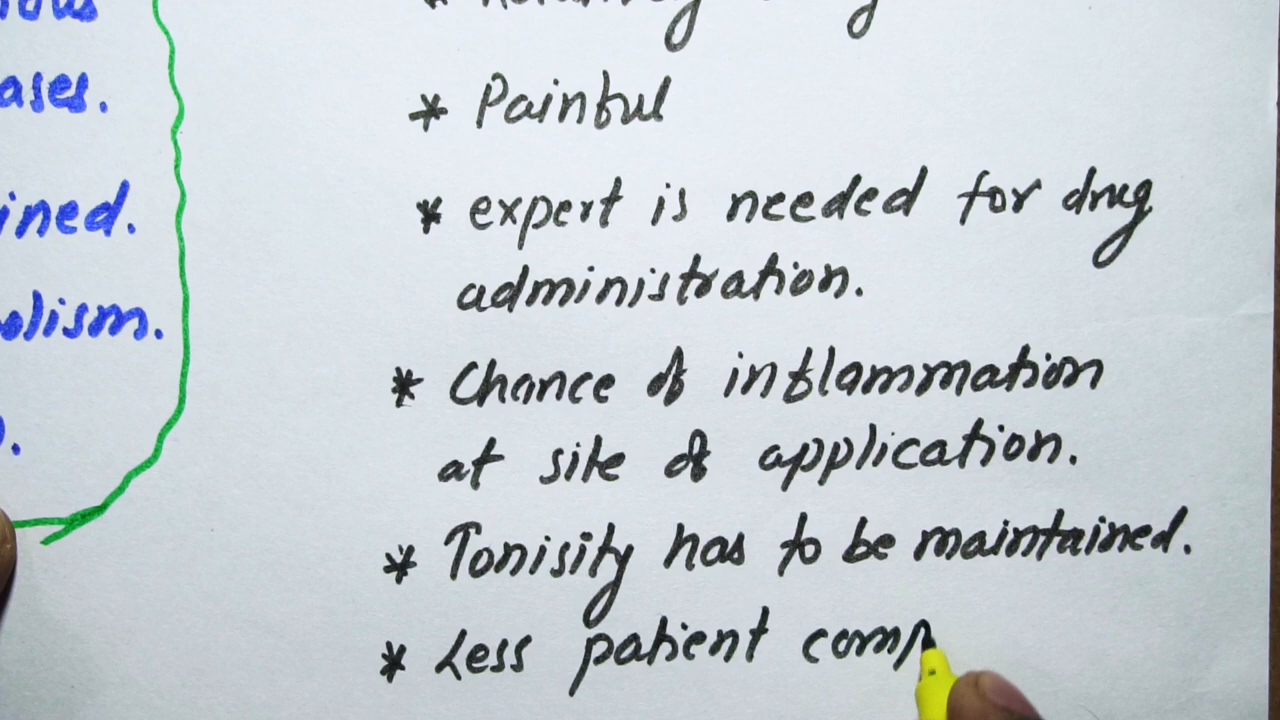 ases.
ined.
olism.
* Painful
* expert is needed for drug
administration.
* Chance of inflammation
at site of application.
* Tonisity has to be maintained.
* Less patient comp